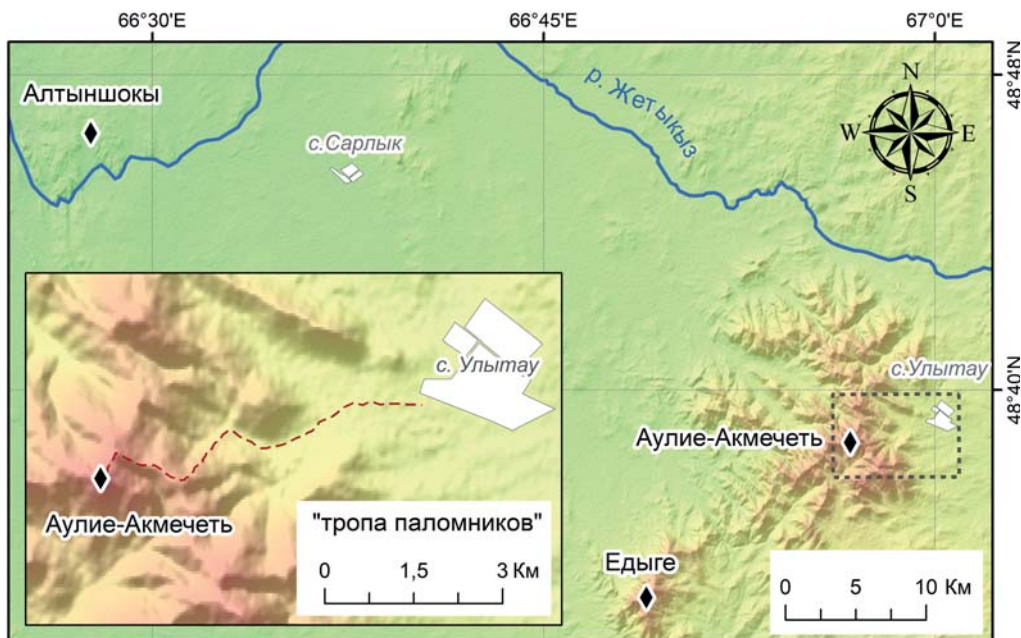 66°30'E
66°45'E
67°0'E
48°48'N
48°40'N
Алтыншокы
с.Сарлык
р. Жетыкыз
N
W
E
S
с.Улытау
Аулие-Акмечеть
Едыге
0 5 10 Км
с. Улытау
Аулие-Акмечеть
"тропа паломников"
0 1,5 3 Км